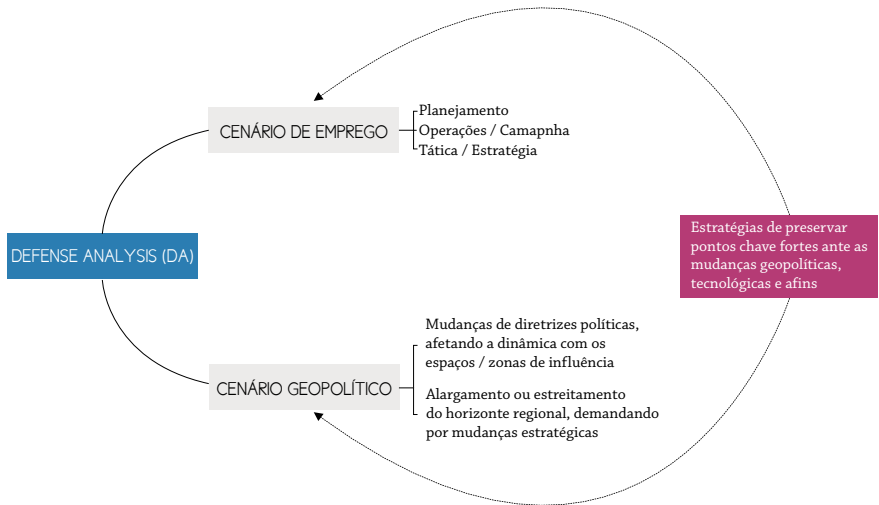 DEFENSE ANALYSIS (DA)
CENÁRIO DE EMPREGO
Planejamento
Operações / Camapnha
Tática / Estratégia
CENÁRIO GEOPOLÍTICO
Mudanças de diretrizes políticas,
afetando a dinâmica com os
espaços / zonas de influência
Alargamento ou estreitamento
do horizonte regional, demandando
por mudanças estratégicas
Estratégias de preservar
pontos chave fortes ante as
mudanças geopolíticas,
tecnológicas e afins